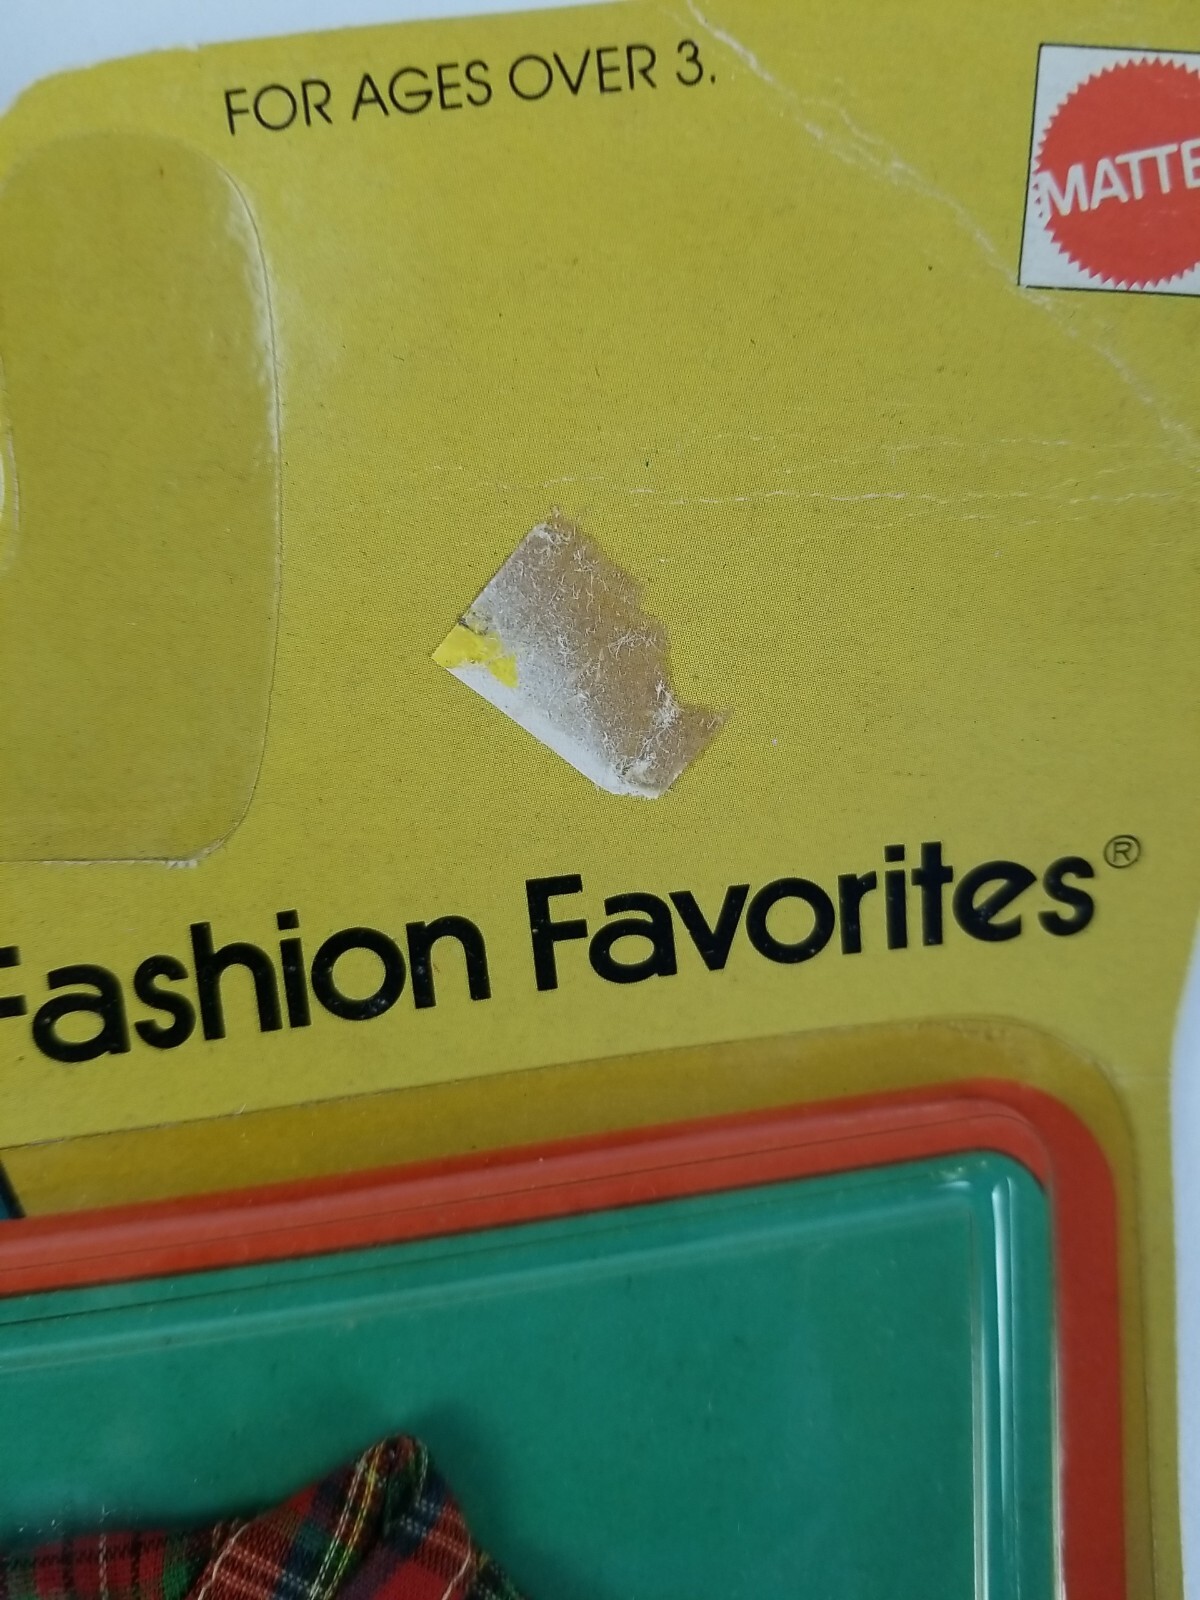 FOR AGES OVER 3.
MATTE
Fashion Favorites®